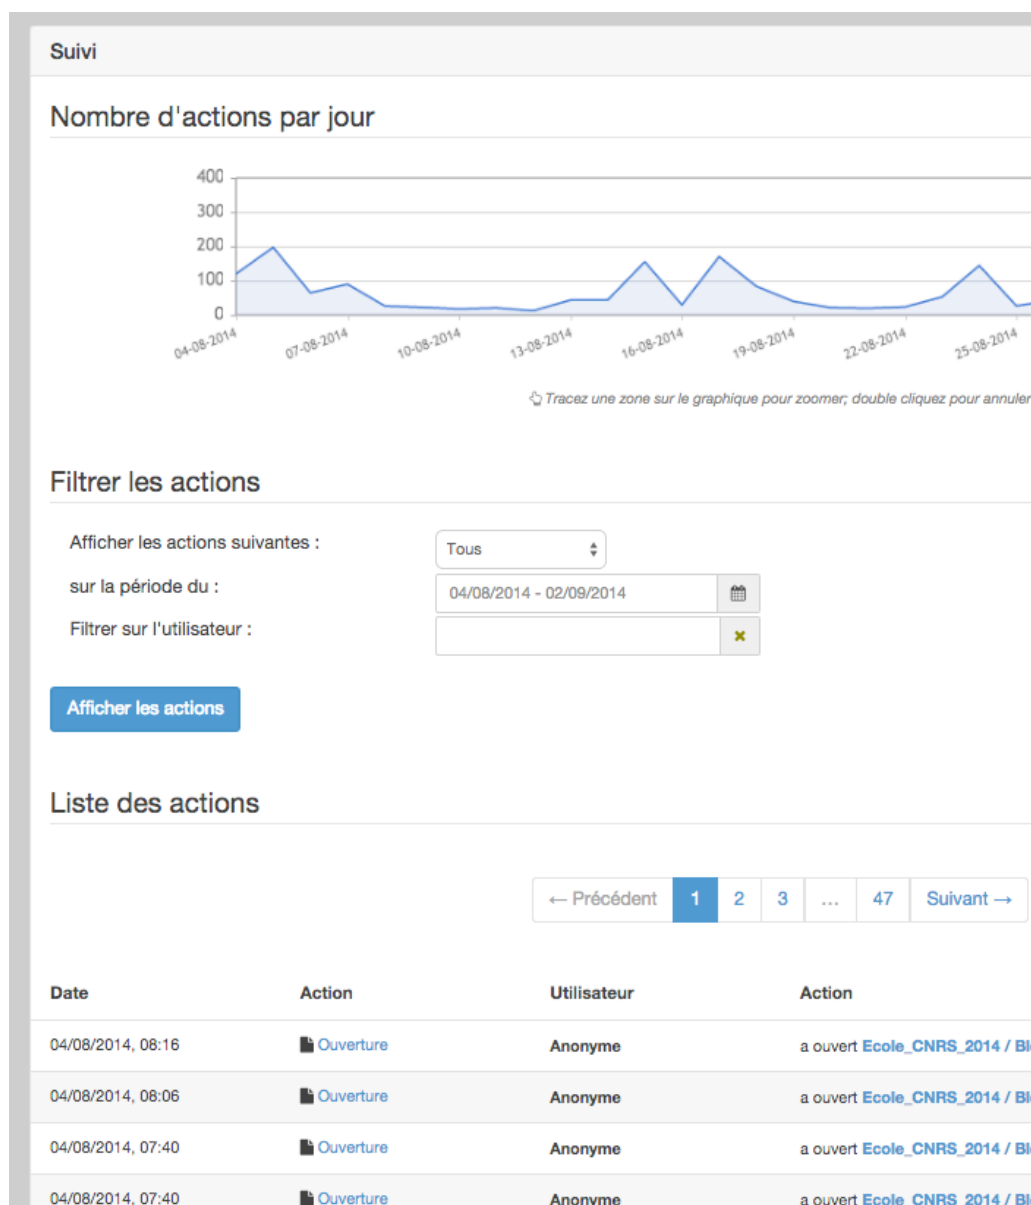 Suivi
Nombre d'actions par jour
400
300
200
100
0
04-08-2014 07-08-2014 10-08-2014 13-08-2014 16-08-2014 19-08-2014 22-08-2014 25-08-2014
Tracez une zone sur le graphique pour zoomer; double cliquez pour annuler
Filtrer les actions
Afficher les actions suivantes : Tous
sur la période du : 04/08/2014 - 02/09/2014
Filtrer sur l'utilisateur :
Afficher les actions
Liste des actions
← Précédent 1 2 3 ... 47 Suivant →
Date Action Utilisateur Action
04/08/2014, 08:16 Ouverture Anonyme a ouvert Ecole_CNRS_2014 / Bl
04/08/2014, 08:06 Ouverture Anonyme a ouvert Ecole_CNRS_2014 / Bl
04/08/2014, 07:40 Ouverture Anonyme a ouvert Ecole_CNRS_2014 / Bl
04/08/2014, 07:40 Ouverture Anonyme a ouvert Ecole_CNRS_2014 / Bl